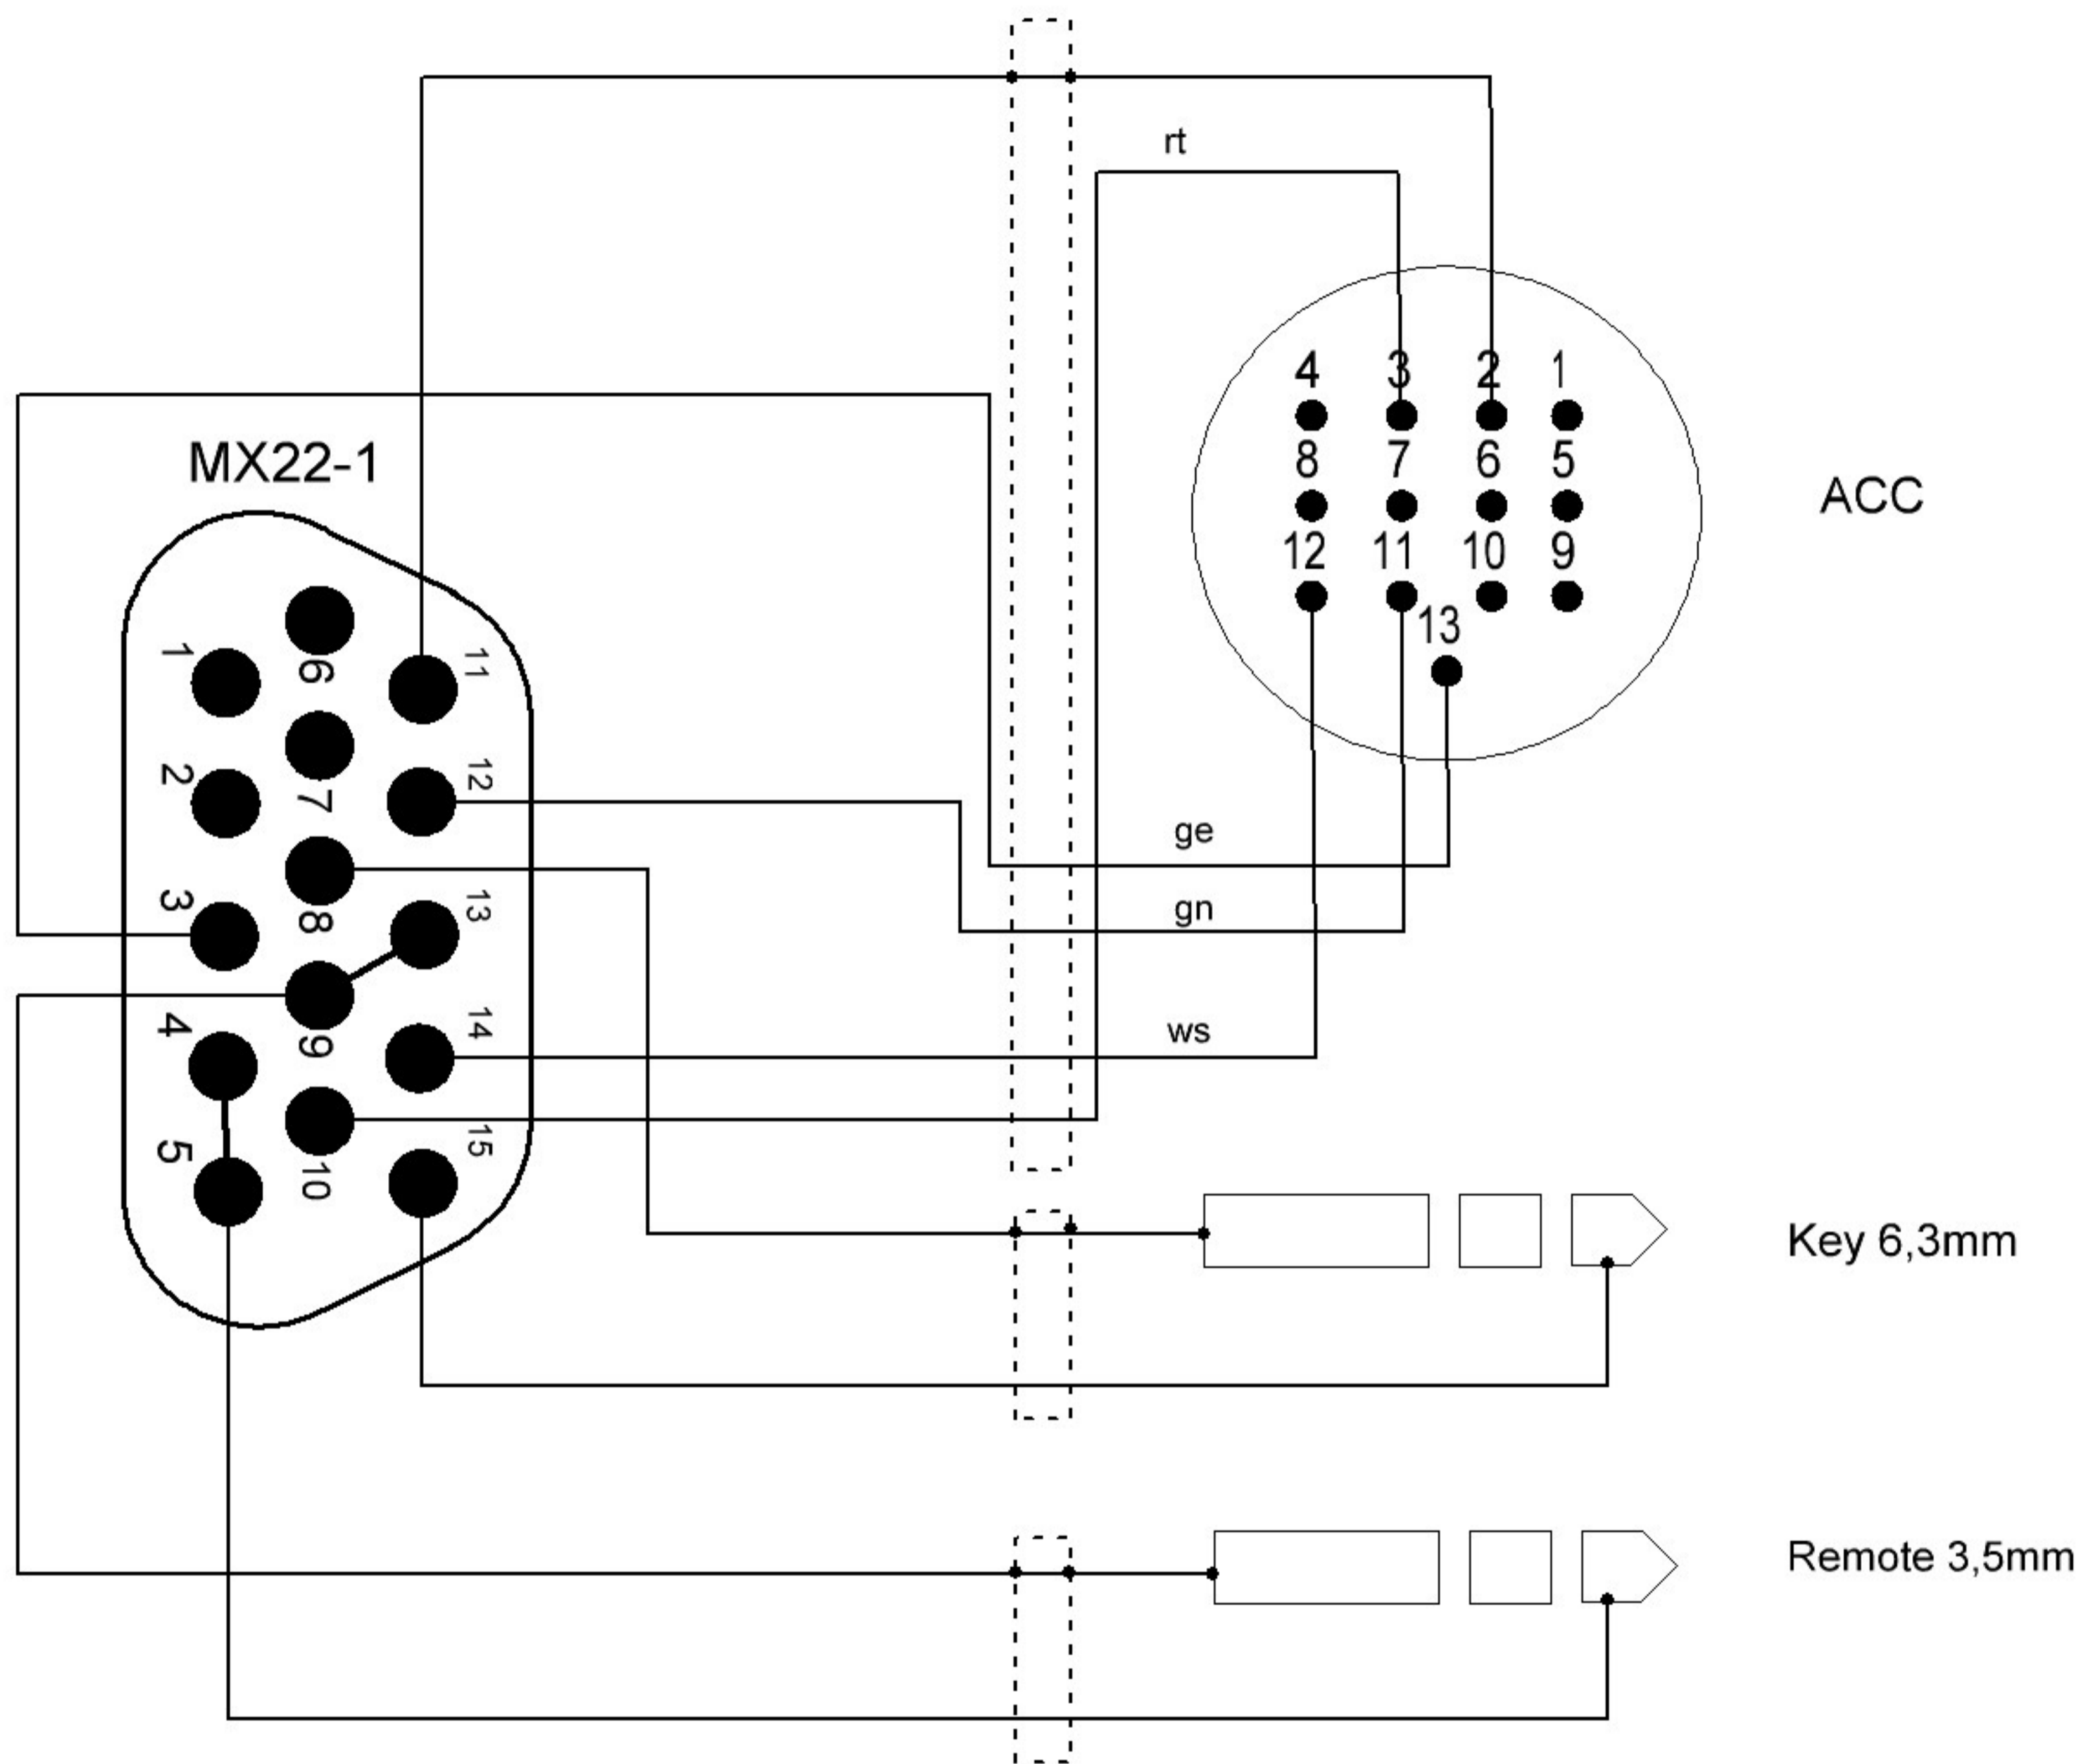 rt
4 3 2 1
8 7 6 5
ACC
12 11 10 9
13
MX22-1
1 6 11
2 7 12
3 8 13
4 9 14
5 10 15
ge
gn
ws
Key 6,3mm
Remote 3,5mm